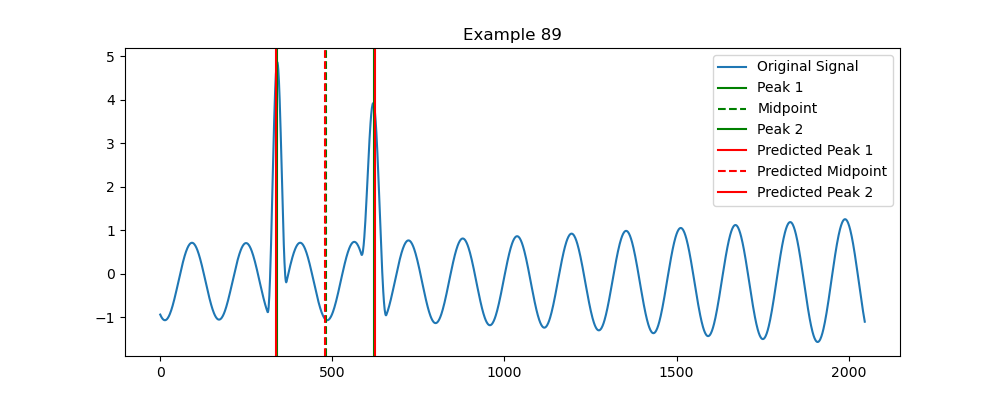 Example 89
5
4
3
2
1
0
−1
0
500
1000
1500
2000
Original Signal
Peak 1
Midpoint
Peak 2
Predicted Peak 1
Predicted Midpoint
Predicted Peak 2